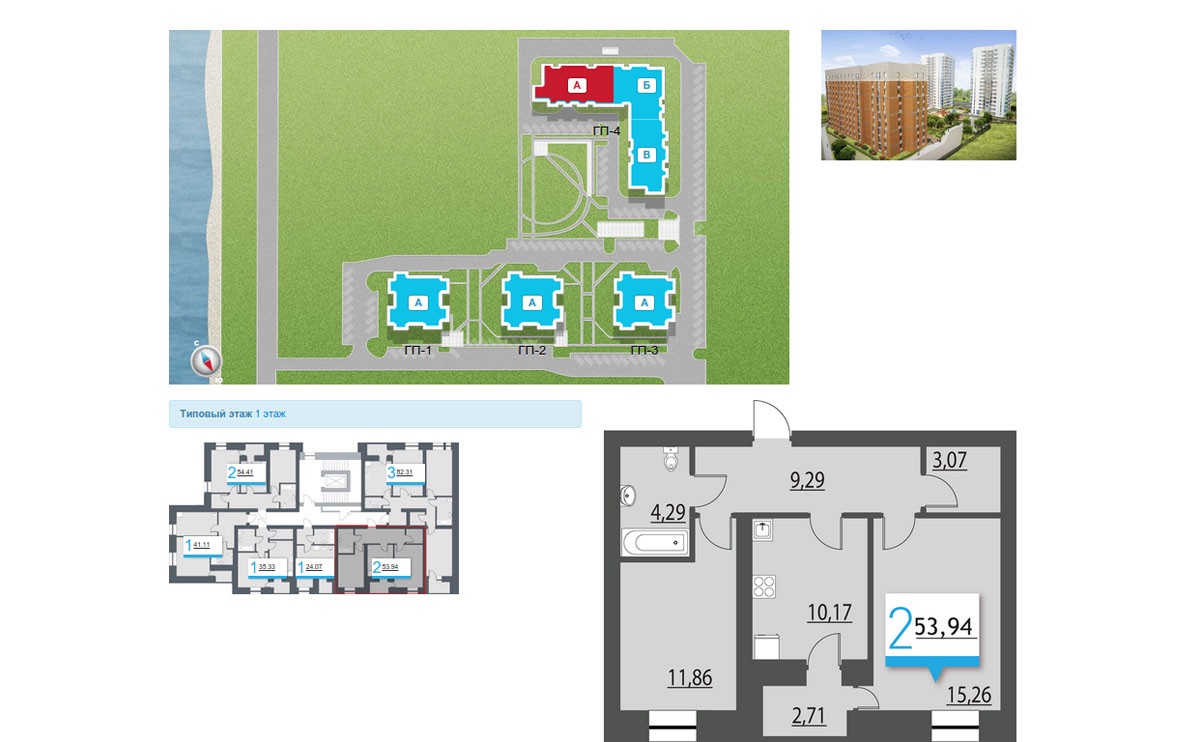 А
Б
ГП-4
В
А
А
А
ГП-1
ГП-2
ГП-3
С
Типовый этаж 1 этаж
2 54.41
3 82.31
1 41.11
1 35.33
1 24.07
2 53.94
3,07
9,29
4,29
10,17
2 53,94
11,86
15,26
2,71